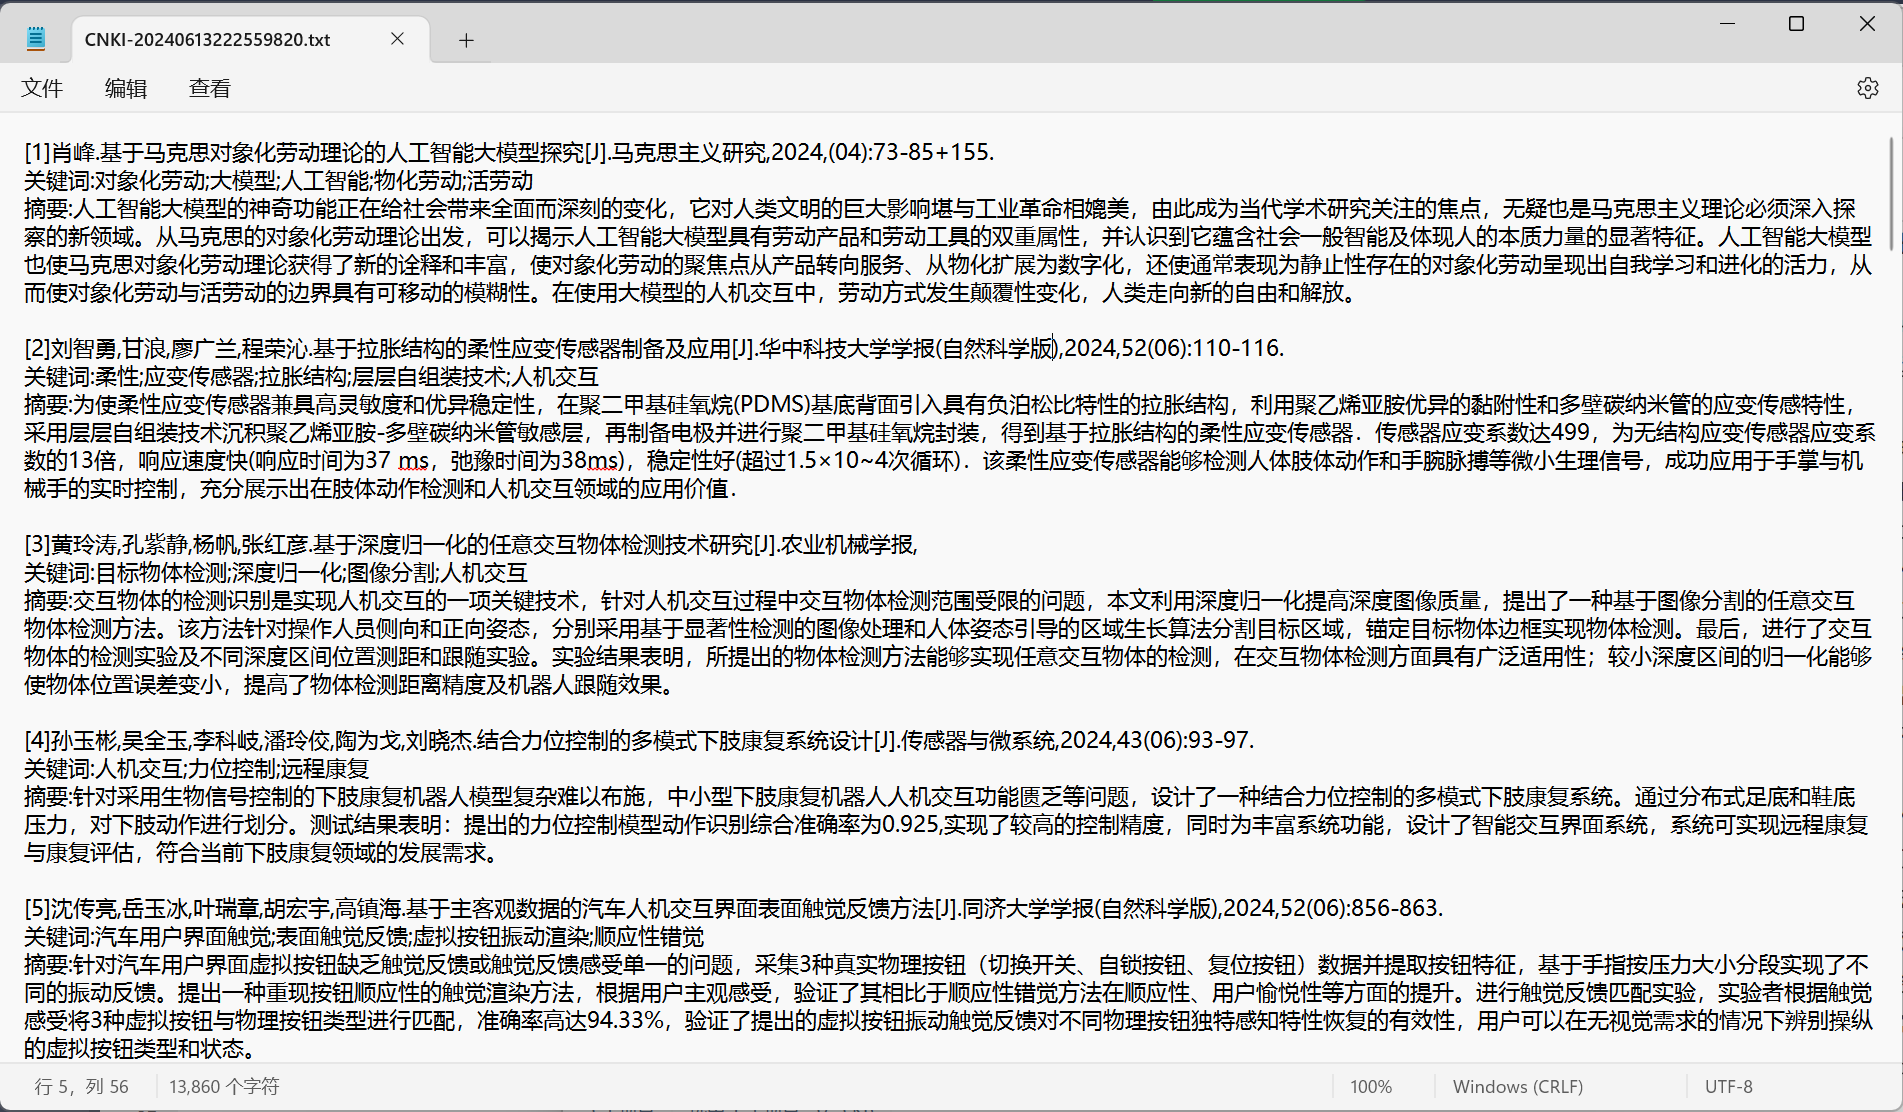 CNKI-20240613222559820.txt
文件 编辑 查看
[1]肖峰.基于马克思对象化劳动理论的人工智能大模型探究[J].马克思主义研究,2024,(04):73-85+155.
关键词:对象化劳动;大模型;人工智能;物化劳动;活劳动
摘要:人工智能大模型的神奇功能正在给社会带来全面而深刻的变化，它对人类文明的巨大影响堪与工业革命相媲美，由此成为当代学术研究关注的焦点，无疑也是马克思主义理论必须深入探
察的新领域。从马克思的对象化劳动理论出发，可以揭示人工智能大模型具有劳动产品和劳动工具的双重属性，并认识到它蕴含社会一般智能及体现人的本质力量的显著特征。人工智能大模型
也使马克思对象化劳动理论获得了新的诠释和丰富，使对象化劳动的聚焦点从产品转向服务、从物化扩展为数字化，还使通常表现为静止性存在的对象化劳动呈现出自我学习和进化的活力，从
而使对象化劳动与活劳动的边界具有可移动的模糊性。在使用大模型的人机交互中，劳动方式发生颠覆性变化，人类走向新的自由和解放。
[2]刘智勇,甘浪,廖广兰,程荣沁.基于拉胀结构的柔性应变传感器制备及应用[J].华中科技大学学报(自然科学版),2024,52(06):110-116.
关键词:柔性;应变传感器;拉胀结构;层层自组装技术;人机交互
摘要:为使柔性应变传感器兼具高灵敏度和优异稳定性，在聚二甲基硅氧烷(PDMS)基底背面引入具有负泊松比特性的拉胀结构，利用聚乙烯亚胺优异的黏附性和多壁碳纳米管的应变传感特性，
采用层层自组装技术沉积聚乙烯亚胺-多壁碳纳米管敏感层，再制备电极并进行聚二甲基硅氧烷封装，得到基于拉胀结构的柔性应变传感器．传感器应变系数达499，为无结构应变传感器应变系
数的13倍，响应速度快(响应时间为37 ms，弛豫时间为38ms)，稳定性好(超过1.5×10~4次循环)．该柔性应变传感器能够检测人体肢体动作和手腕脉搏等微小生理信号，成功应用于手掌与机
械手的实时控制，充分展示出在肢体动作检测和人机交互领域的应用价值．
[3]黄玲涛,孔紫静,杨帆,张红彦.基于深度归一化的任意交互物体检测技术研究[J].农业机械学报,
关键词:目标物体检测;深度归一化;图像分割;人机交互
摘要:交互物体的检测识别是实现人机交互的一项关键技术，针对人机交互过程中交互物体检测范围受限的问题，本文利用深度归一化提高深度图像质量，提出了一种基于图像分割的任意交互
物体检测方法。该方法针对操作人员侧向和正向姿态，分别采用基于显著性检测的图像处理和人体姿态引导的区域生长算法分割目标区域，锚定目标物体边框实现物体检测。最后，进行了交互
物体的检测实验及不同深度区间位置测距和跟随实验。实验结果表明，所提出的物体检测方法能够实现任意交互物体的检测，在交互物体检测方面具有广泛适用性；较小深度区间的归一化能够
使物体位置误差变小，提高了物体检测距离精度及机器人跟随效果。
[4]孙玉彬,吴全玉,李科岐,潘玲佼,陶为戈,刘晓杰.结合力位控制的多模式下肢康复系统设计[J].传感器与微系统,2024,43(06):93-97.
关键词:人机交互;力位控制;远程康复
摘要:针对采用生物信号控制的下肢康复机器人模型复杂难以布施，中小型下肢康复机器人人机交互功能匮乏等问题，设计了一种结合力位控制的多模式下肢康复系统。通过分布式足底和鞋底
压力，对下肢动作进行划分。测试结果表明：提出的力位控制模型动作识别综合准确率为0.925,实现了较高的控制精度，同时为丰富系统功能，设计了智能交互界面系统，系统可实现远程康复
与康复评估，符合当前下肢康复领域的发展需求。
[5]沈传亮,岳玉冰,叶瑞章,胡宏宇,高镇海.基于主客观数据的汽车人机交互界面表面触觉反馈方法[J].同济大学学报(自然科学版),2024,52(06):856-863.
关键词:汽车用户界面触觉;表面触觉反馈;虚拟按钮振动渲染;顺应性错觉
摘要:针对汽车用户界面虚拟按钮缺乏触觉反馈或触觉反馈感受单一的问题，采集3种真实物理按钮（切换开关、自锁按钮、复位按钮）数据并提取按钮特征，基于手指按压力大小分段实现了不
同的振动反馈。提出一种重现按钮顺应性的触觉渲染方法，根据用户主观感受，验证了其相比于顺应性错觉方法在顺应性、用户愉悦性等方面的提升。进行触觉反馈匹配实验，实验者根据触觉
感受将3种虚拟按钮与物理按钮类型进行匹配，准确率高达94.33%，验证了提出的虚拟按钮振动触觉反馈对不同物理按钮独特感知特性恢复的有效性，用户可以在无视觉需求的情况下辨别操纵
的虚拟按钮类型和状态。
行 5，列 56 13,860 个字符 100% Windows (CRLF) UTF-8